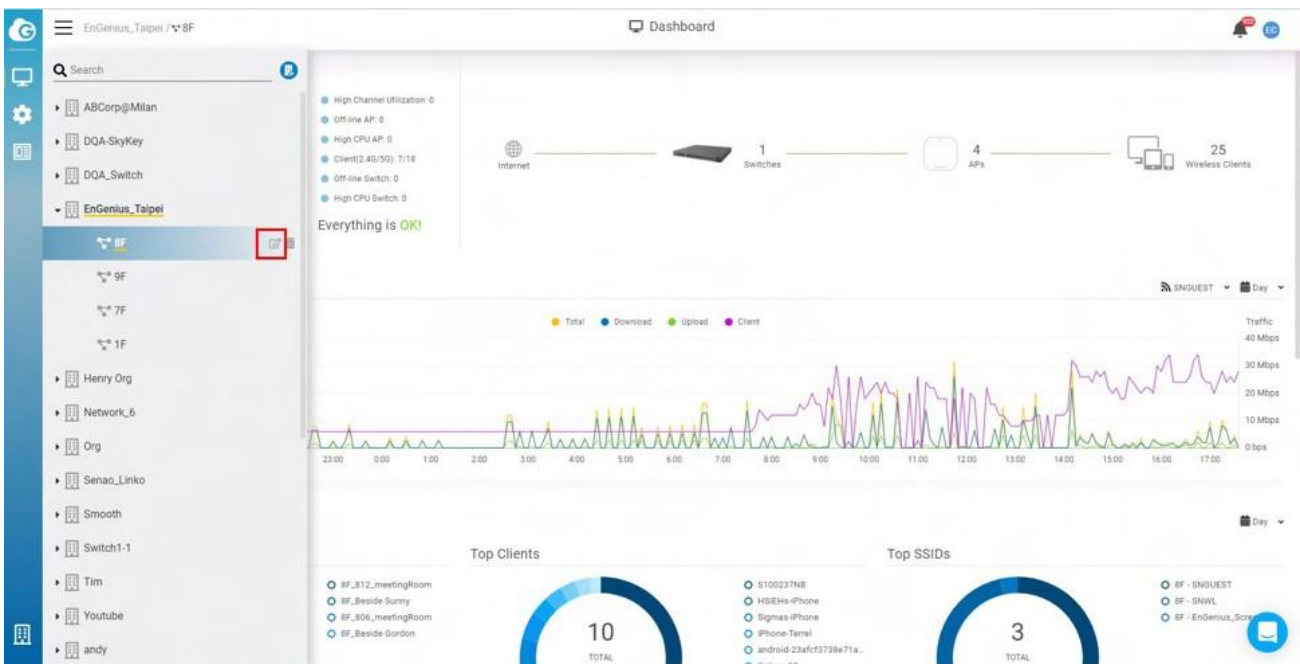 EnGenius_Taipei / 8F
Dashboard
EC
Search
ABCorp@Milan
DQA-SkyKey
DQA_Switch
EnGenius_Taipei
8F
9F
7F
1F
Henry Org
Network_6
Org
Senao_Linko
Smooth
Switch1-1
Tim
Youtube
andy
High Channel Utilization: 0
Off-line AP: 0
High CPU AP: 0
Client(2.4G/5G): 7/18
Off-line Switch: 0
High CPU Switch: 0
Everything is OK!
Internet
1
Switches
4
APs
25
Wireless Clients
SNGUEST
Day
Total Download Upload Client
Traffic
40 Mbps
30 Mbps
20 Mbps
10 Mbps
0 bps
23:00 0:00 1:00 2:00 3:00 4:00 5:00 6:00 7:00 8:00 9:00 10:00 11:00 12:00 13:00 14:00 15:00 16:00 17:00
Day
8F_812_meetingRoom
8F_Beside Sunny
8F_806_meetingRoom
8F_Beside Gordon
Top Clients
10
TOTAL
S100237NB
HSIEHs-iPhone
Sigmas-iPhone
iPhone-Terrel
android-23afcf3738e71a...
Top SSIDs
3
TOTAL
8F - SNGUEST
8F - SNWL
8F - EnGenius_Scre